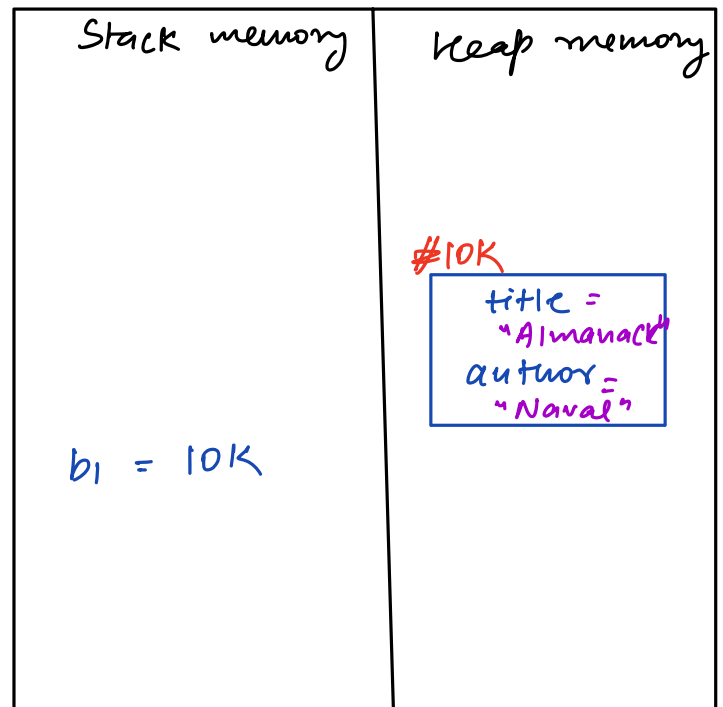 Stack memory
Heap memory
#10K
title =
"Almanack"
author =
"Naval"
b1 = 10K